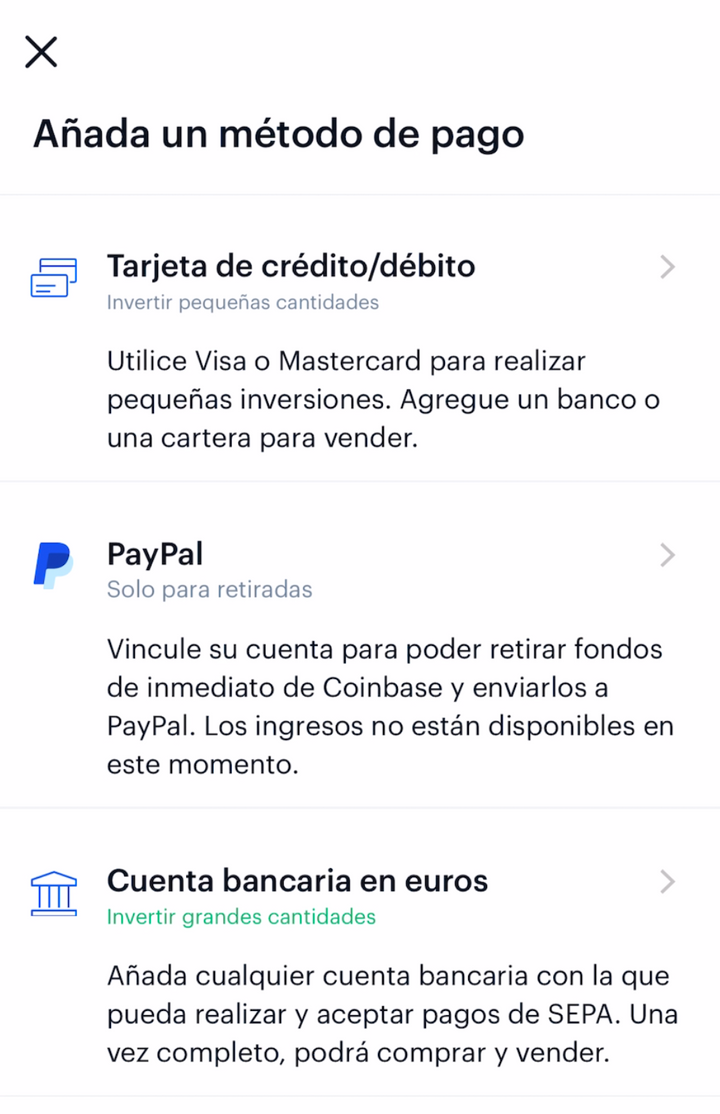 Añada un método de pago
Tarjeta de crédito/débito
Invertir pequeñas cantidades
Utilice Visa o Mastercard para realizar
pequeñas inversiones. Agregue un banco o
una cartera para vender.
PayPal
Solo para retiradas
Vincule su cuenta para poder retirar fondos
de inmediato de Coinbase y enviarlos a
PayPal. Los ingresos no están disponibles en
este momento.
Cuenta bancaria en euros
Invertir grandes cantidades
Añada cualquier cuenta bancaria con la que
pueda realizar y aceptar pagos de SEPA. Una
vez completo, podrá comprar y vender.